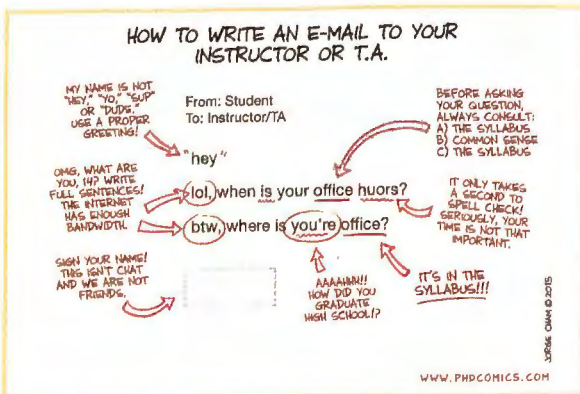 HOW TO WRITE AN E-MAIL TO YOUR
INSTRUCTOR OR T.A.
MY NAME IS NOT
"HEY," "YO," "SUP"
OR "DUDE."
USE A PROPER
GREETING!
From: Student
To: Instructor/TA
BEFORE ASKING
YOUR QUESTION,
ALWAYS CONSULT:
A) THE SYLLABUS
B) COMMON SENSE
C) THE SYLLABUS
"hey"
OMG, WHAT ARE
YOU, 14? WRITE
FULL SENTENCES!
THE INTERNET
HAS ENOUGH
BANDWIDTH.
lol, when is your office huors?
btw, where is you're office?
IT ONLY TAKES
A SECOND TO
SPELL CHECK!
SERIOUSLY, YOUR
TIME IS NOT THAT
IMPORTANT.
SIGN YOUR NAME!
THIS ISN'T CHAT
AND WE ARE NOT
FRIENDS.
AAAAHHH!!
HOW DID YOU
GRADUATE
HIGH SCHOOL!?
IT'S IN THE
SYLLABUS!!!
JORGE CHAM © 2015
WWW.PHDCOMICS.COM